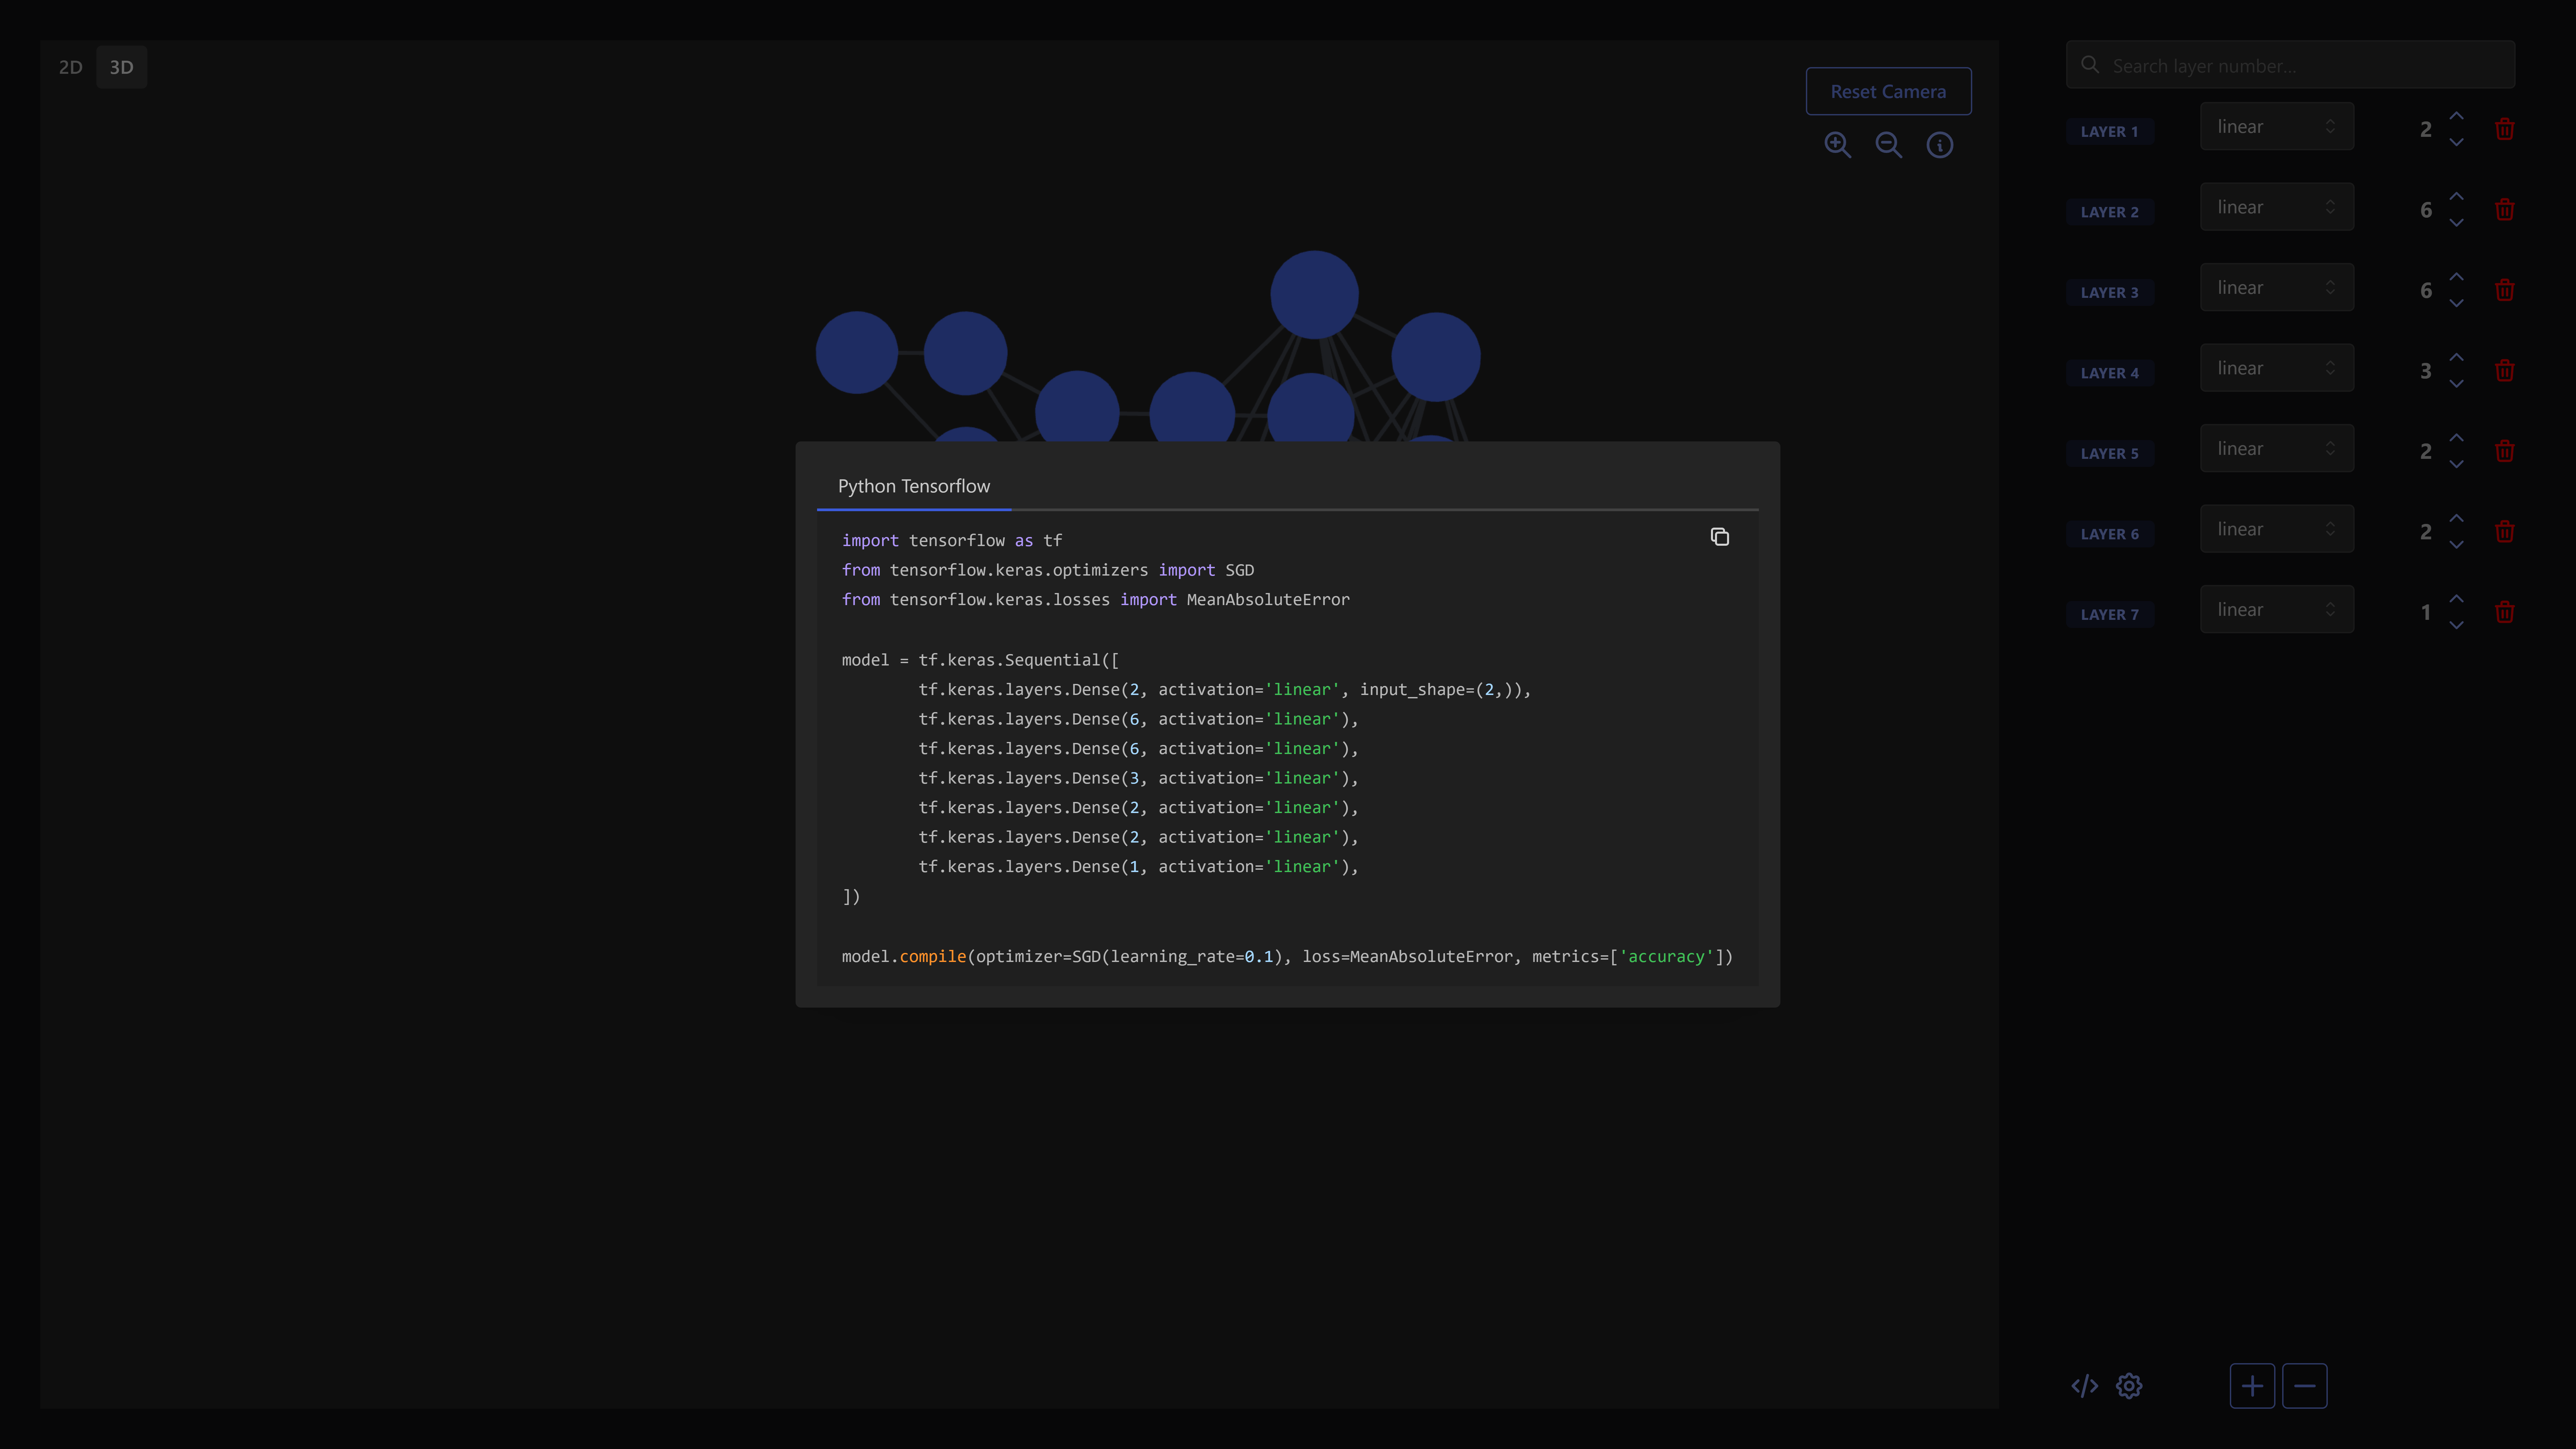 2D 3D
Reset Camera
Search layer number...
LAYER 1 linear 2
LAYER 2 linear 6
LAYER 3 linear 6
LAYER 4 linear 3
LAYER 5 linear 2
LAYER 6 linear 2
LAYER 7 linear 1
Python Tensorflow
import tensorflow as tf
from tensorflow.keras.optimizers import SGD
from tensorflow.keras.losses import MeanAbsoluteError
model = tf.keras.Sequential([
tf.keras.layers.Dense(2, activation='linear', input_shape=(2,)),
tf.keras.layers.Dense(6, activation='linear'),
tf.keras.layers.Dense(6, activation='linear'),
tf.keras.layers.Dense(3, activation='linear'),
tf.keras.layers.Dense(2, activation='linear'),
tf.keras.layers.Dense(2, activation='linear'),
tf.keras.layers.Dense(1, activation='linear'),
])
model.compile(optimizer=SGD(learning_rate=0.1), loss=MeanAbsoluteError, metrics=['accuracy'])